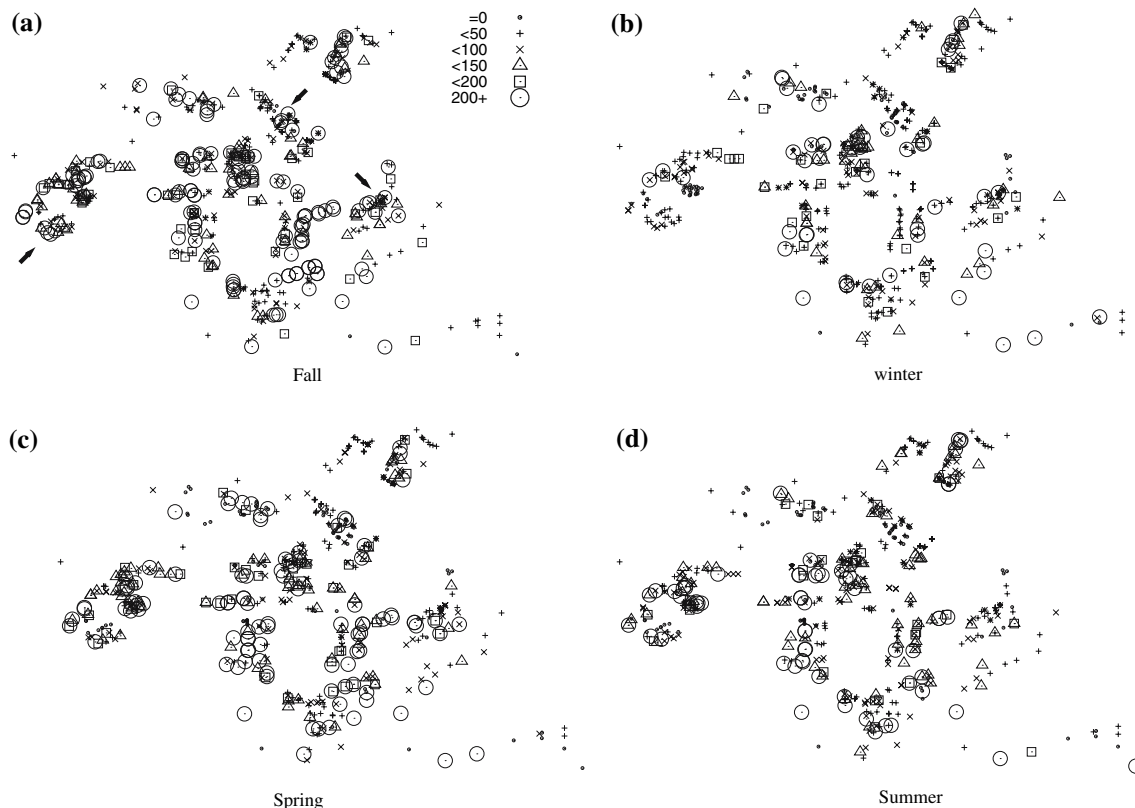 (a)
=0
<50
<100
<150
<200
200+
Fall
(b)
winter
(c)
Spring
(d)
Summer